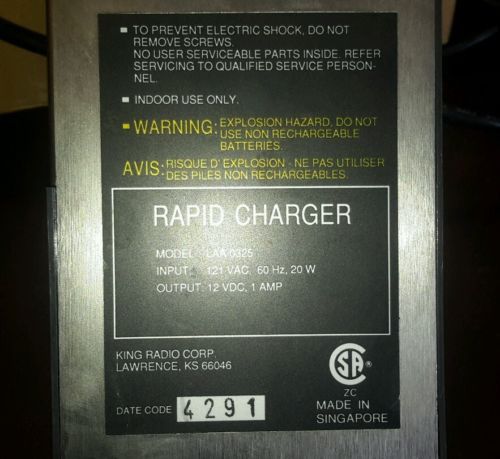 ▪ TO PREVENT ELECTRIC SHOCK, DO NOT
REMOVE SCREWS.
NO USER SERVICEABLE PARTS INSIDE. REFER
SERVICING TO QUALIFIED SERVICE PERSON-
NEL.
▪ INDOOR USE ONLY.
▪ WARNING: EXPLOSION HAZARD, DO NOT
USE NON RECHARGEABLE
BATTERIES.
AVIS: RISQUE D'EXPLOSION - NE PAS UTILISER
DES PILES NON RECHARGEABLES.
RAPID CHARGER
MODEL: LAA 0325
INPUT: 121 VAC, 60 Hz, 20 W
OUTPUT: 12 VDC, 1 AMP
KING RADIO CORP.
LAWRENCE, KS 66046
DATE CODE 4291
CSA ®
ZC
MADE IN
SINGAPORE